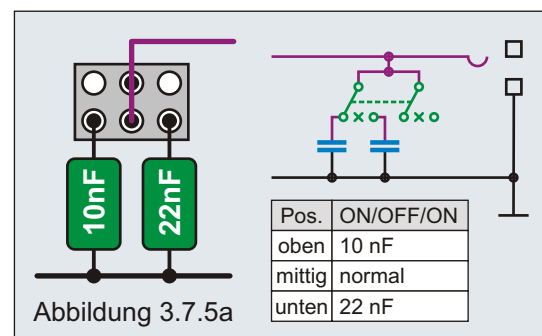 10nF
22nF
Abbildung 3.7.5a
Pos. ON/OFF/ON
oben 10 nF
mittig normal
unten 22 nF